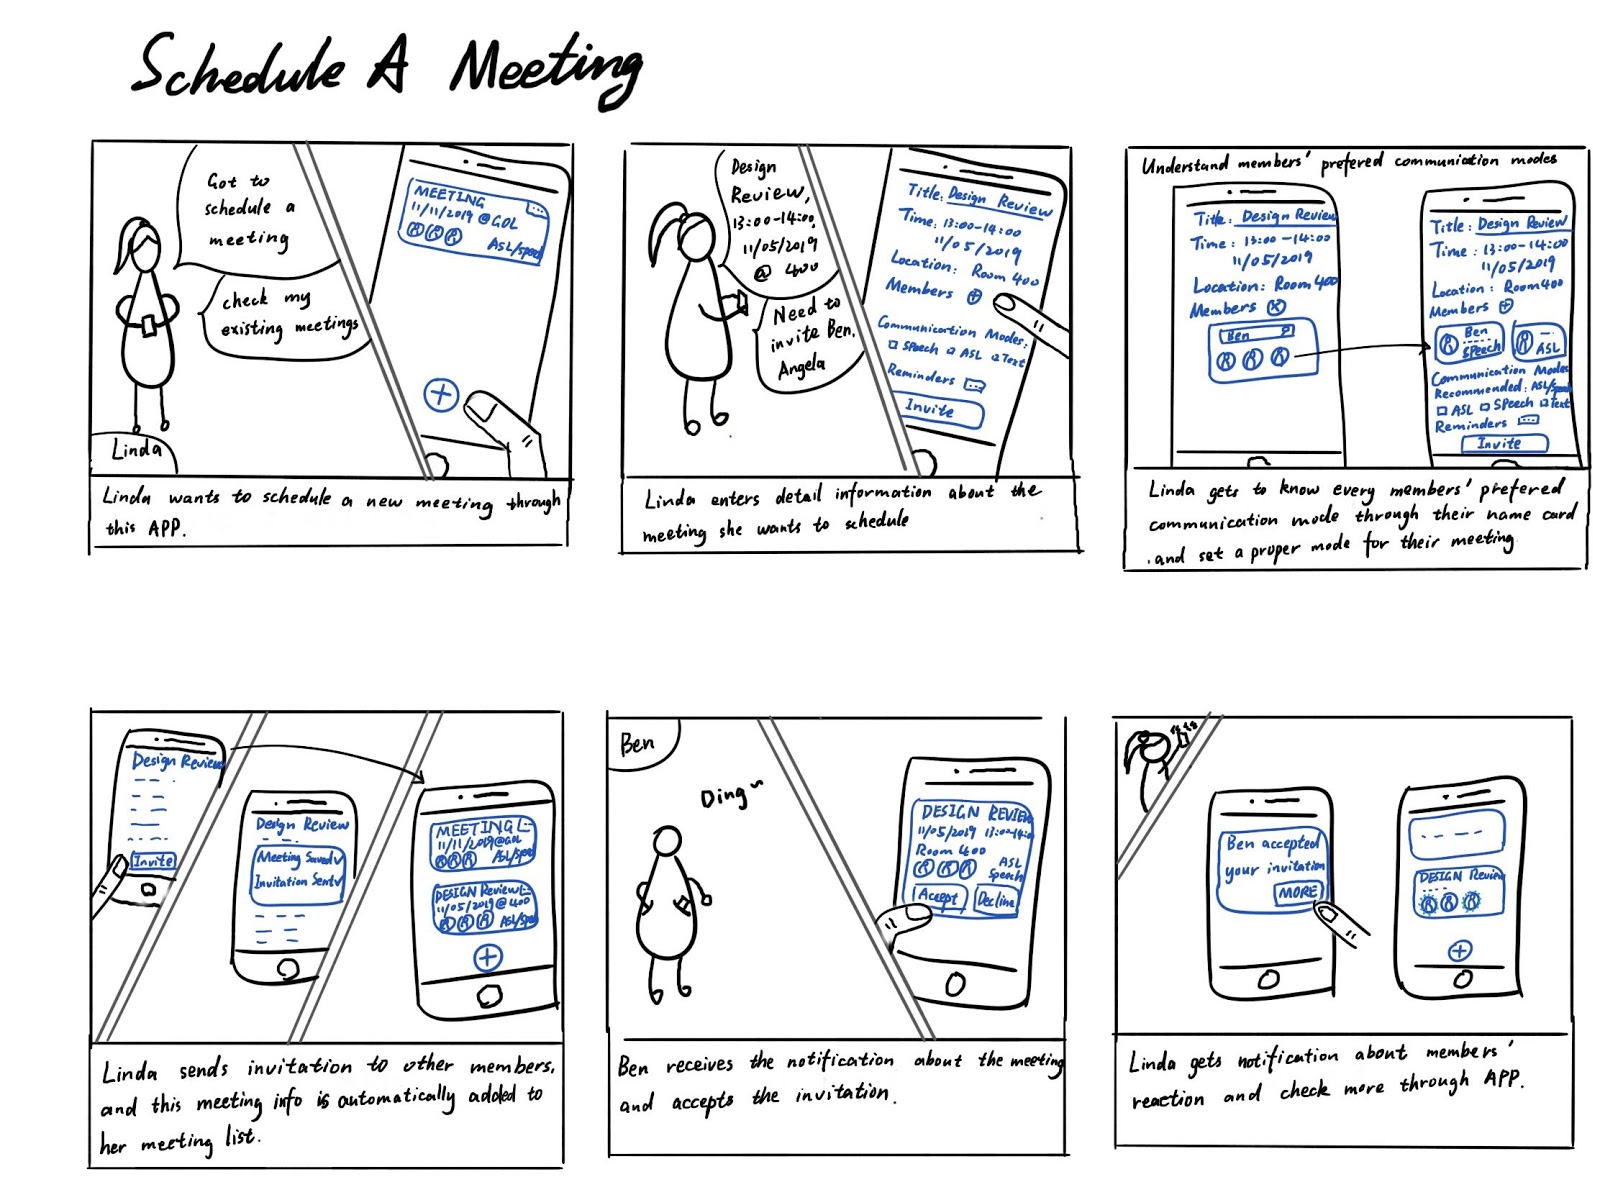 Schedule A Meeting
Got to
schedule a
meeting
check my
existing meetings
Linda
MEETING
11/11/2019 @GOL
ASL/speech
Linda wants to schedule a new meeting through
this APP.
Design
Review,
13:00-14:00,
11/05/2019
@ 400
Need to
invite Ben,
Angela
Title: Design Review
Time: 13:00-14:00
11/05/2019
Location: Room 400
Members +
Communication Modes:
Speech ASL Text
Reminders
Invite
Linda enters detail information about the
meeting she wants to schedule
Understand members' prefered communication modes
Title: Design Review
Time: 13:00-14:00
11/05/2019
Location: Room 400
Members
Ben
Title: Design Review
Time: 13:00-14:00
11/05/2019
Location: Room 400
Members
Ben
Speech
ASL
Communication Modes
Recommended: ASL/Speech
ASL Speech Text
Reminders
Invite
Linda gets to know every members' prefered
communication mode through their name card
.and set a proper mode for their meeting.
Design Review
Invite
Design Review
Meeting Saved√
Invitation Sent√
MEETING
11/11/2019@GOL
ASL/Speech
DESIGN Review
11/05/2019@400
ASL/Speech
+
Linda sends invitation to other members.
and this meeting info is automatically added to
her meeting list.
Ben
Ding~
DESIGN REVIEW
11/05/2019 13:00-14:00
Room 400
ASL
Speech
Accept Decline
Ben receives the notification about the meeting
and accepts the invitation.
Ben accepted
your invitation
MORE
DESIGN Review
+
Linda gets notification about members'
reaction and check more through APP.